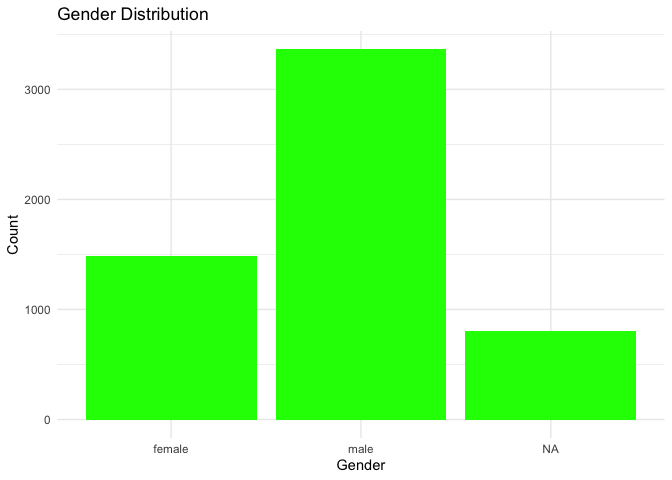 Gender Distribution
3000
2000
1000
0
Count
female male NA
Gender